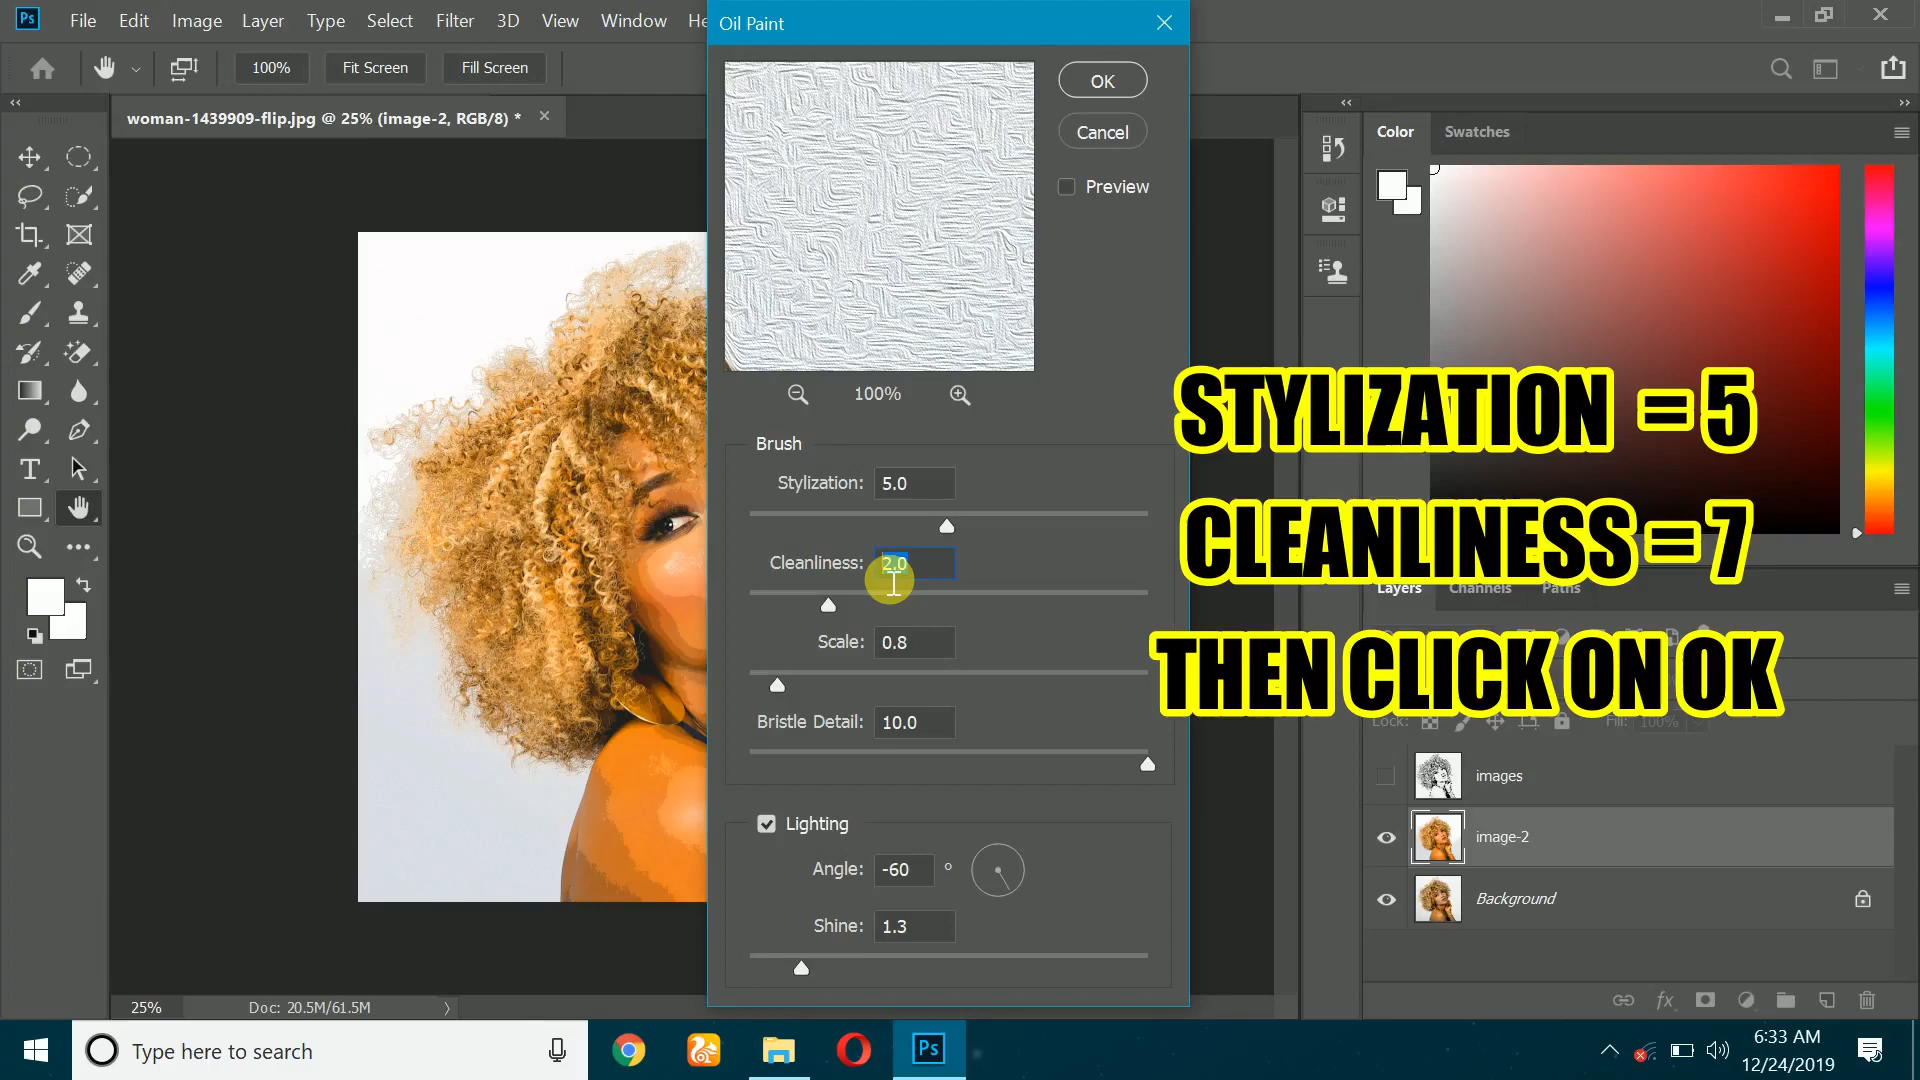 Ps File Edit Image Layer Type Select Filter 3D View Window He
Oil Paint
100% Fit Screen Fill Screen
woman-1439909-flip.jpg @ 25% (image-2, RGB/8) *
OK
Cancel
Preview
100%
Color Swatches
Brush
Stylization: 5.0
Cleanliness: 2.0
Scale: 0.8
Bristle Detail: 10.0
Lighting
Angle: -60 °
Shine: 1.3
STYLIZATION = 5
CLEANLINESS = 7
THEN CLICK ON OK
Layers Channels Paths
Lock: Fill: 100%
images
image-2
Background
fx
T
25% Doc: 20.5M/61.5M
Type here to search
Ps
6:33 AM
12/24/2019